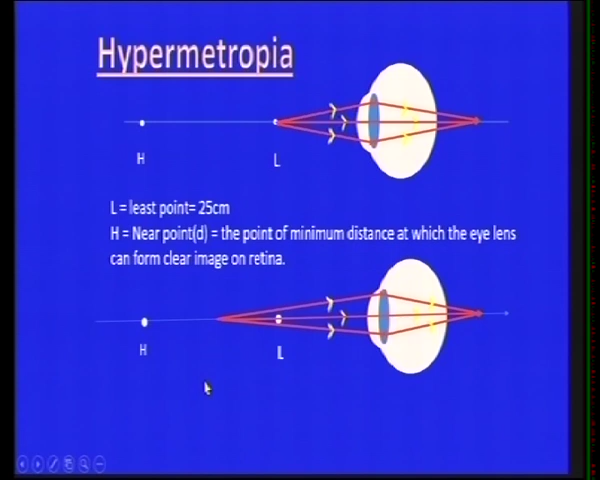 Hypermetropia
H
L
L = least point= 25cm
H = Near point(d) = the point of minimum distance at which the eye lens
can form clear image on retina.
H
L